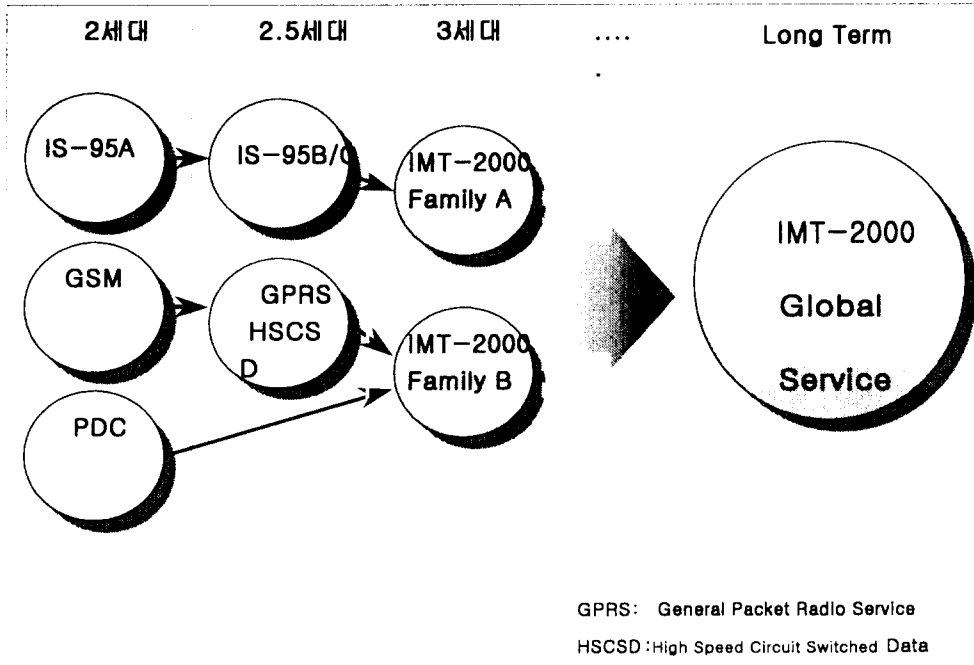 2세대 2.5세대 3세대 .... Long Term
.
IS-95A
IS-95B/C
IMT-2000
Family A
GSM
GPRS
HSCS
D
IMT-2000
Family B
PDC
IMT-2000
Global
Service
GPRS: General Packet Radio Service
HSCSD :High Speed Circuit Switched Data